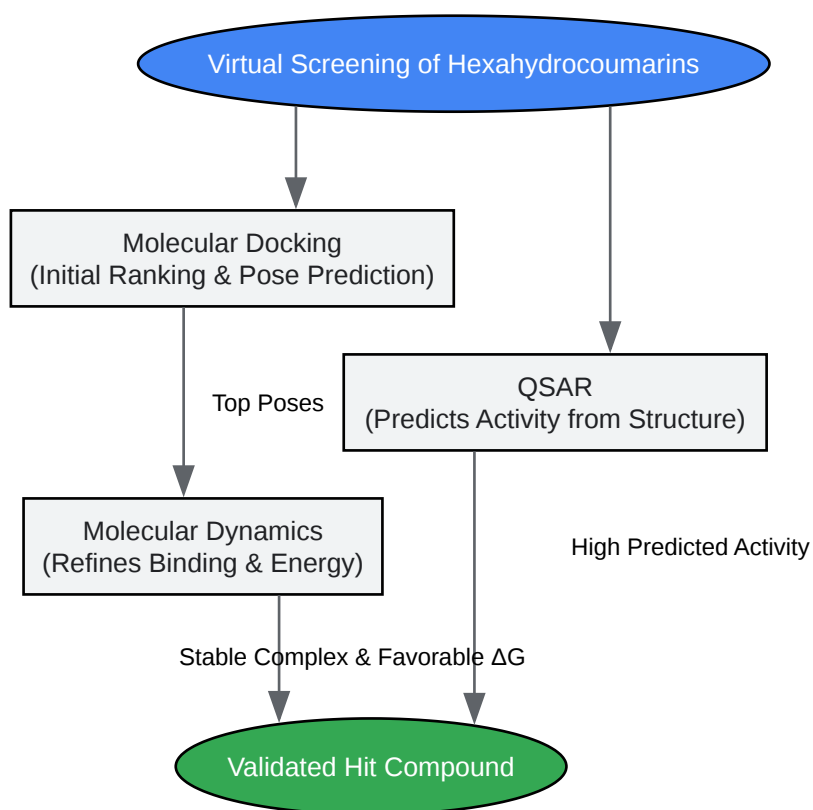 Virtual Screening of Hexahydrocoumarins
Molecular Docking
(Initial Ranking & Pose Prediction)
QSAR
(Predicts Activity from Structure)
Top Poses
Molecular Dynamics
(Refines Binding & Energy)
High Predicted Activity
Stable Complex & Favorable ΔG
Validated Hit Compound